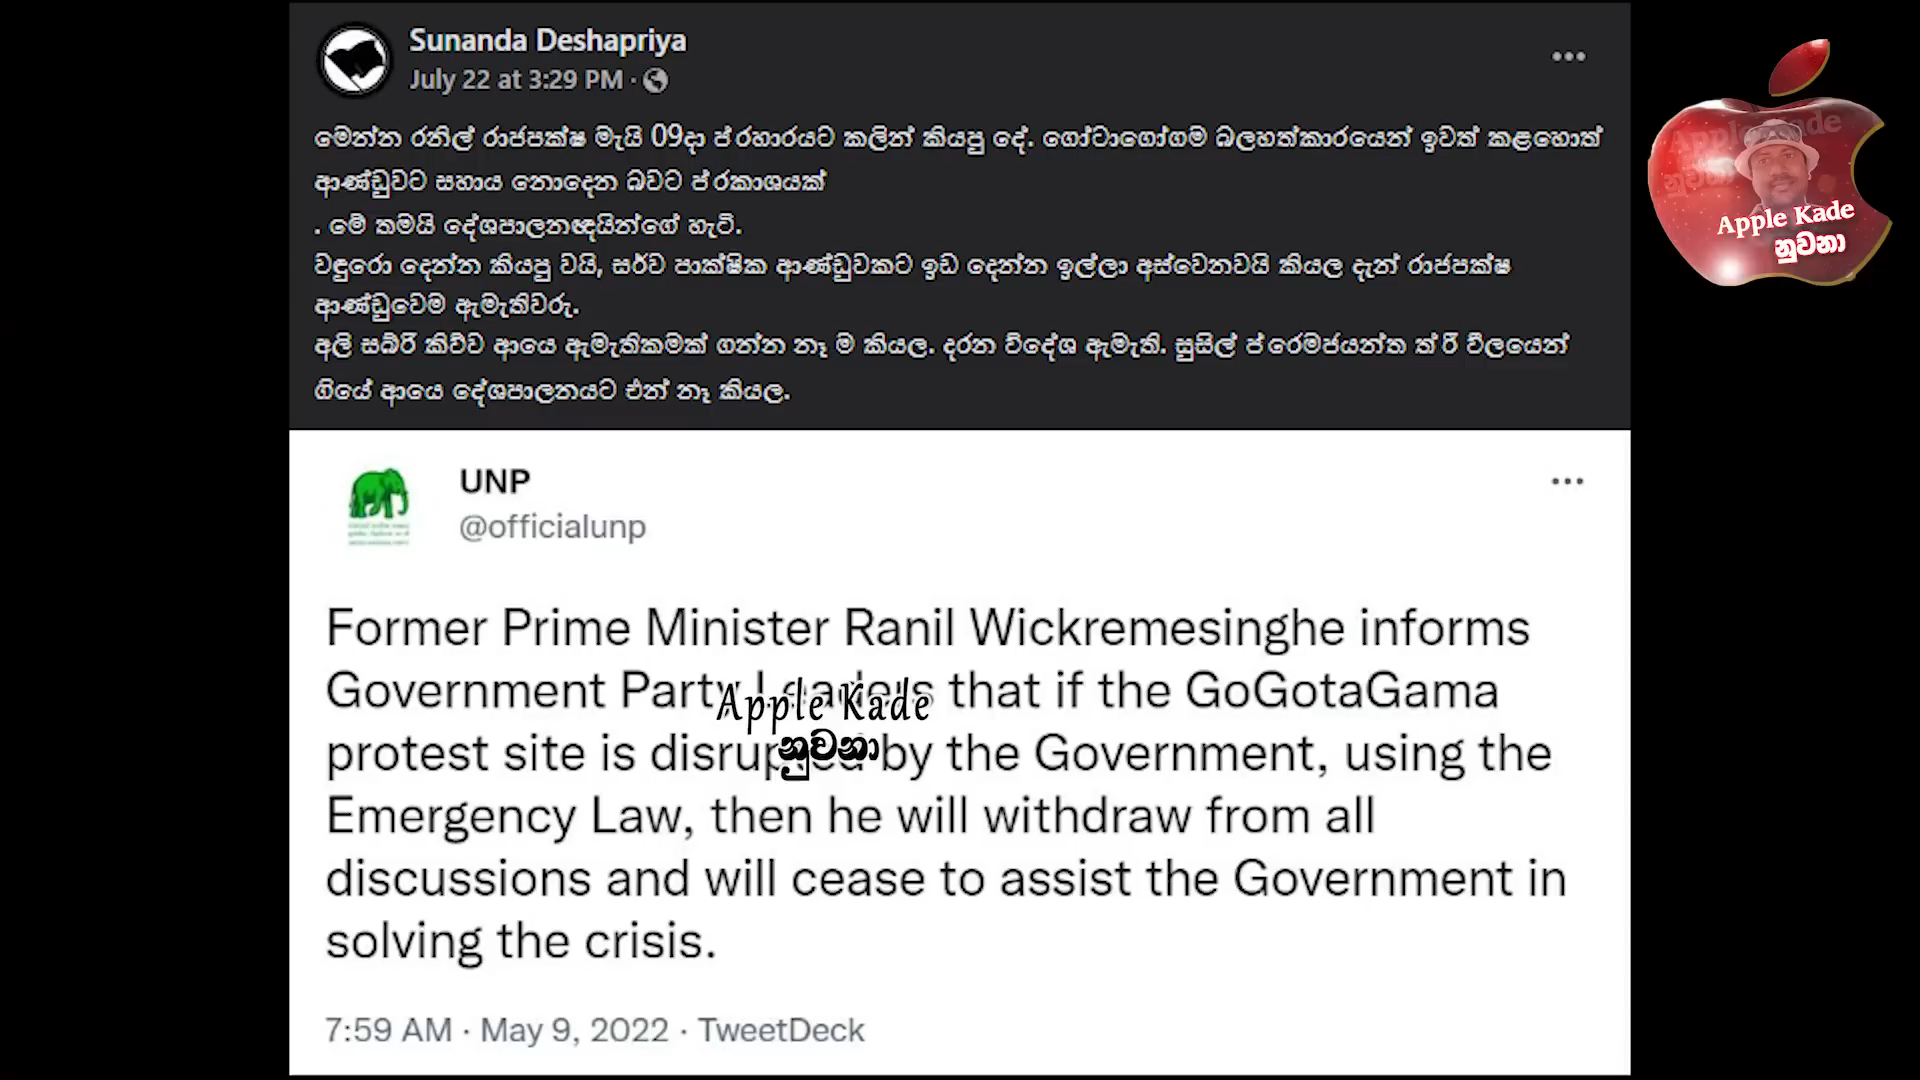 Sunanda Deshapriya
July 22 at 3:29 PM ·
මෙන්න රනිල් රාජපක්ෂ මැයි 09දා ප්රහාරයට කලින් කියපු දේ. ගෝටාගෝගම බලහත්කාරයෙන් ඉවත් කළහොත්
ආණ්ඩුවට සහාය නොදෙන බවට ප්රකාශයක්
. මේ තමයි දේශපාලනඥයින්ගේ හැටි.
වඳුරො දෙන්න කියපු වයි, සර්ව පාක්ෂික ආණ්ඩුවකට ඉඩ දෙන්න ඉල්ලා අස්වෙනවයි කියල දැන් රාජපක්ෂ
ආණ්ඩුවෙම ඇමැතිවරු.
අලි සබ්රි කිව්ව ආයෙ ඇමැතිකමක් ගන්න නෑ ම කියල. දරන විදේශ ඇමැති. සුසිල් ප්රෙමජයන්ත ත්රී වීලයෙන්
ගියේ ආයෙ දේශපාලනයට එන් නෑ කියල.
Apple Kade
නුවනා
UNP
@officialunp
Former Prime Minister Ranil Wickremesinghe informs
Government Party Leaders that if the GoGotaGama
protest site is disrupted by the Government, using the
Emergency Law, then he will withdraw from all
discussions and will cease to assist the Government in
solving the crisis.
Apple Kade
නුවනා
7:59 AM · May 9, 2022 · TweetDeck